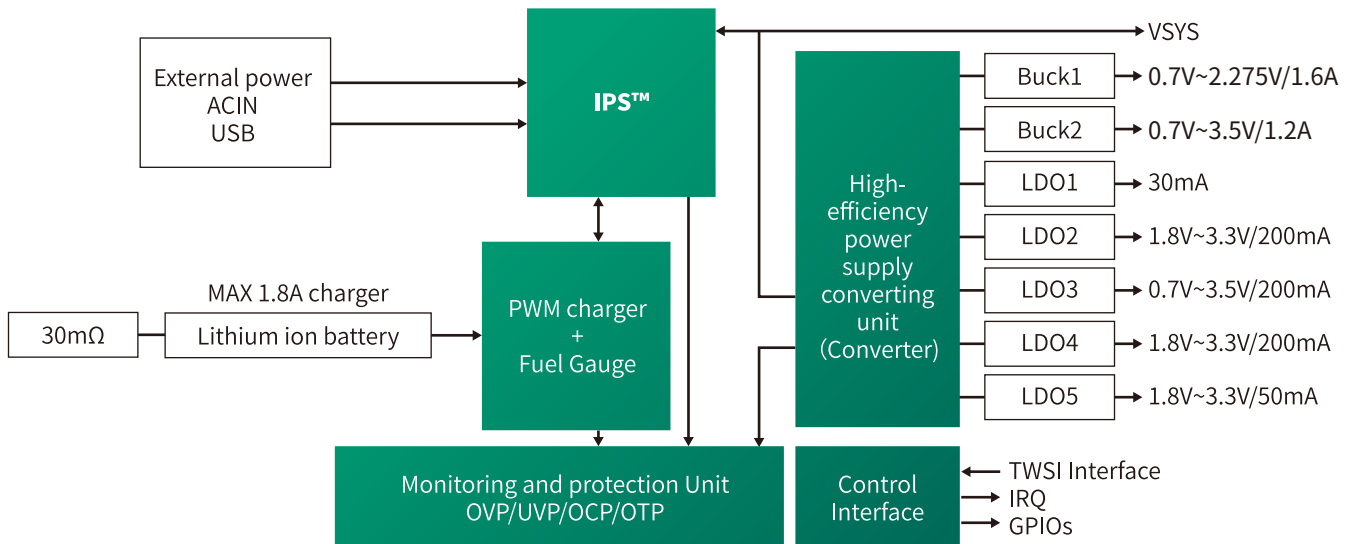 External power
ACIN
USB
IPS™
VSYS
High-
efficiency
power
supply
converting
unit
(Converter)
Buck1
0.7V~2.275V/1.6A
Buck2
0.7V~3.5V/1.2A
LDO1
30mA
LDO2
1.8V~3.3V/200mA
LDO3
0.7V~3.5V/200mA
LDO4
1.8V~3.3V/200mA
LDO5
1.8V~3.3V/50mA
MAX 1.8A charger
30mΩ
Lithium ion battery
PWM charger
+
Fuel Gauge
Monitoring and protection Unit
OVP/UVP/OCP/OTP
Control
Interface
TWSI Interface
IRQ
GPIOs